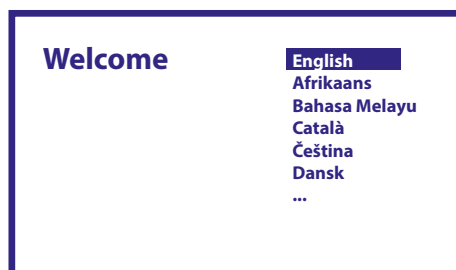 Welcome
English
Afrikaans
Bahasa Melayu
Català
Čeština
Dansk
...